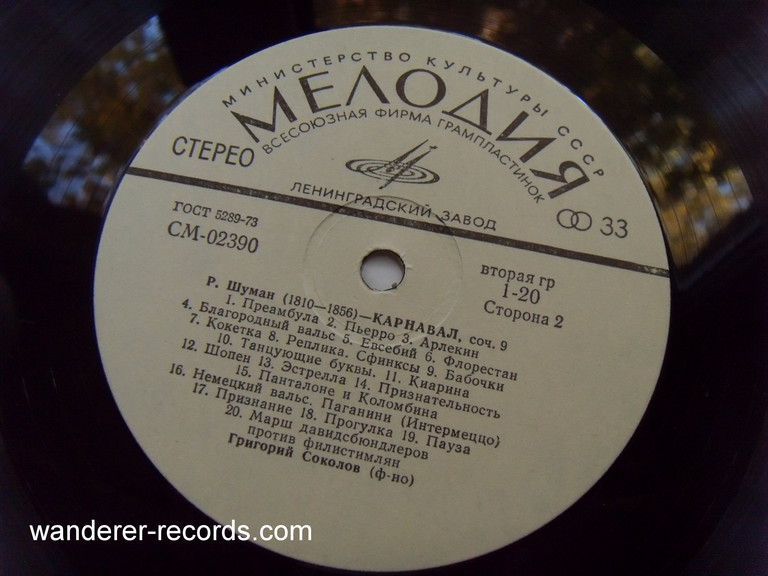 МИНИСТЕРСТВО КУЛЬТУРЫ СССР
МЕЛОДИЯ
ВСЕСОЮЗНАЯ ФИРМА ГРАМПЛАСТИНОК
СТЕРЕО
ЛЕНИНГРАДСКИЙ ЗАВОД
33
ГОСТ 5289-73
СМ-02390
вторая гр
1-20
Сторона 2
Р. Шуман (1810—1856)—КАРНАВАЛ, соч. 9
1. Преамбула 2. Пьерро 3. Арлекин
4. Благородный вальс 5. Евсебий 6. Флорестан
7. Кокетка 8. Реплика. Сфинксы 9. Бабочки
10. Танцующие буквы. 11. Киарина
12. Шопен 13. Эстрелла 14. Признательность
15. Панталоне и Коломбина
16. Немецкий вальс. Паганини (Интермеццо)
17. Признание 18. Прогулка 19. Пауза
20. Марш давидсбюндлеров
против филистимлян
Григорий Соколов (ф-но)
wanderer-records.com